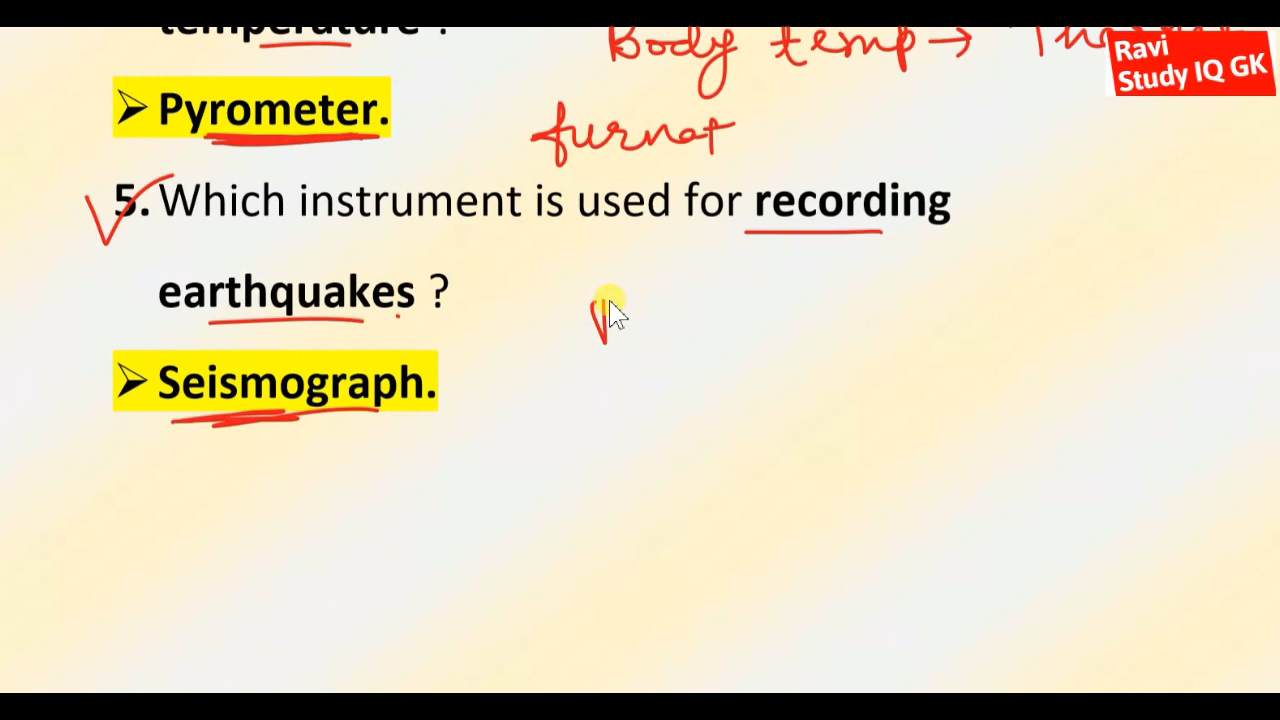 temperature ?
Body temp →
Ravi
Study IQ GK
➢ Pyrometer.
furnat
5. Which instrument is used for recording
earthquakes ?
➢ Seismograph.